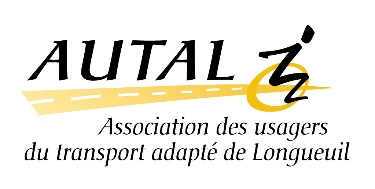 AUTAL
Association des usagers
du transport adapté de Longueuil